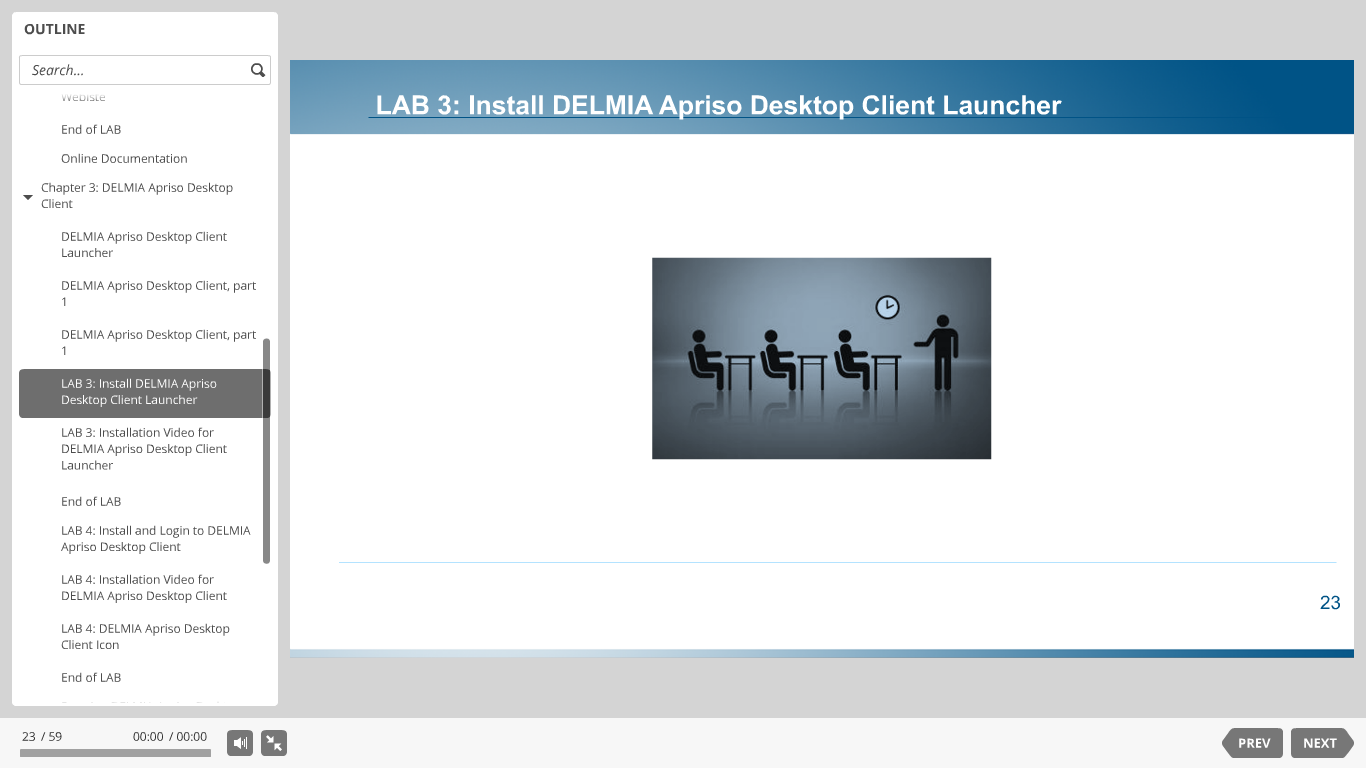 OUTLINE
Search...
Webiste
End of LAB
Online Documentation
Chapter 3: DELMIA Apriso Desktop
Client
DELMIA Apriso Desktop Client
Launcher
DELMIA Apriso Desktop Client, part
1
DELMIA Apriso Desktop Client, part
1
LAB 3: Install DELMIA Apriso
Desktop Client Launcher
LAB 3: Installation Video for
DELMIA Apriso Desktop Client
Launcher
End of LAB
LAB 4: Install and Login to DELMIA
Apriso Desktop Client
LAB 4: Installation Video for
DELMIA Apriso Desktop Client
LAB 4: DELMIA Apriso Desktop
Client Icon
End of LAB
LAB 3: Install DELMIA Apriso Desktop Client Launcher
23
23 / 59
00:00 / 00:00
PREV
NEXT